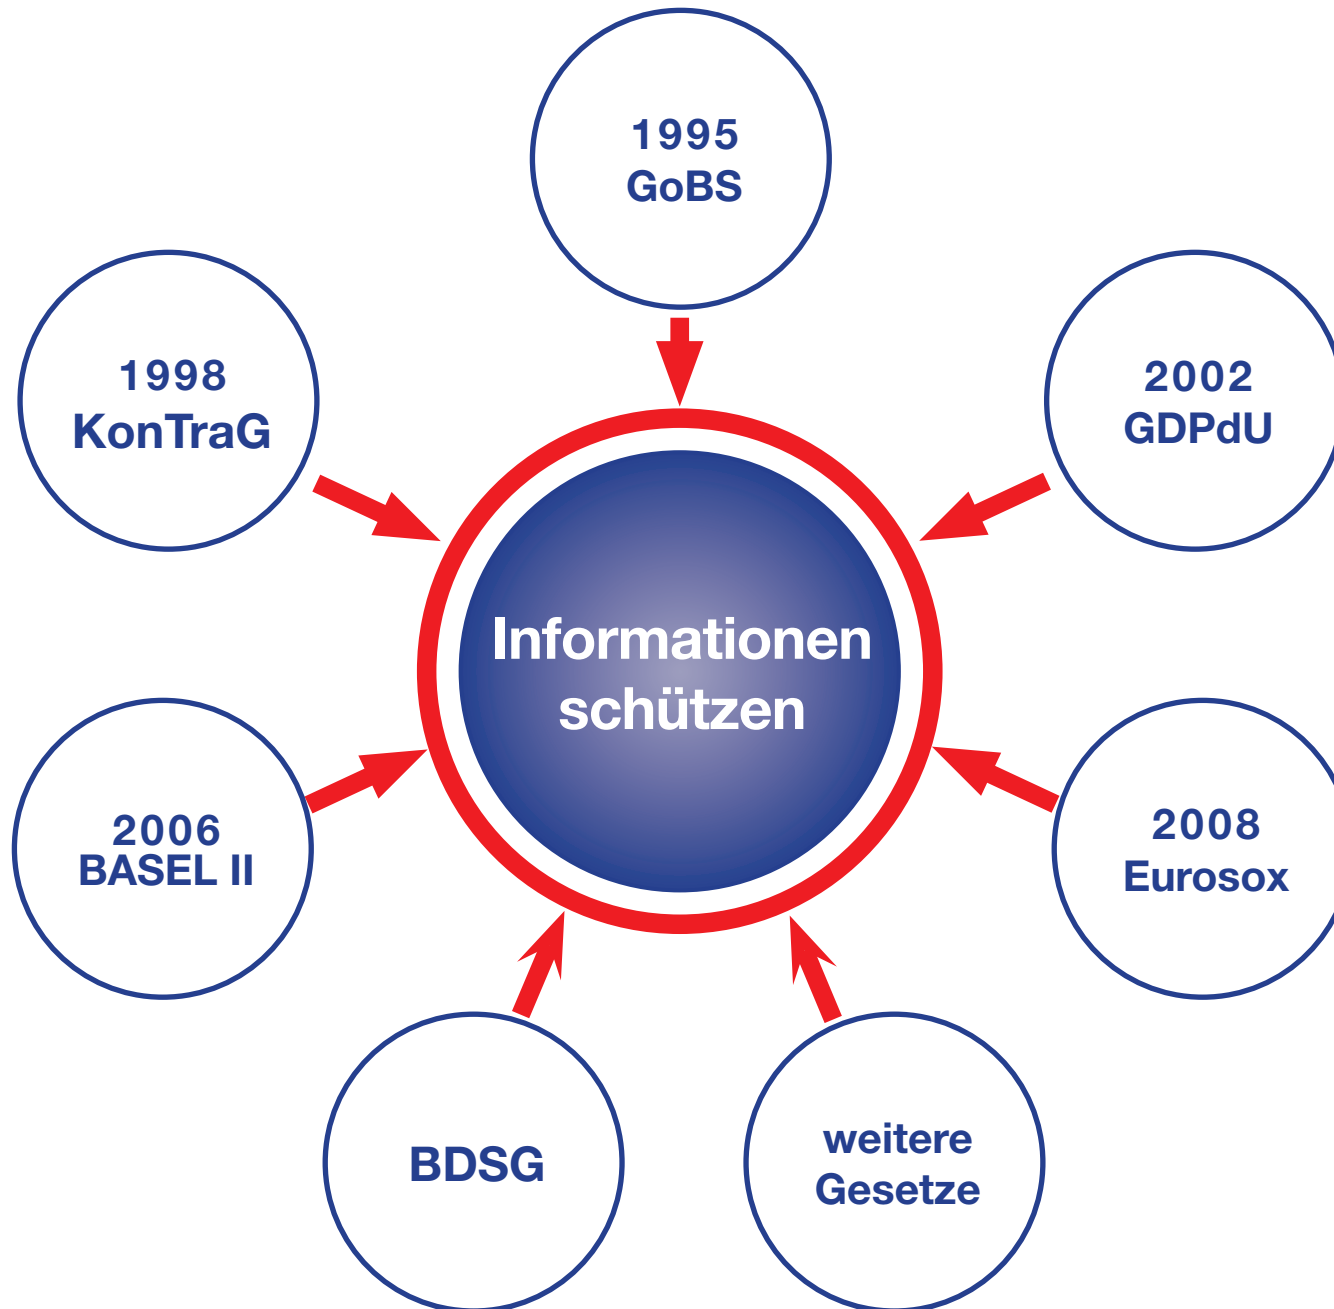 1995
GoBS
1998
KonTraG
2002
GDPdU
Informationen
schützen
2006
BASEL II
2008
Eurosox
BDSG
weitere
Gesetze